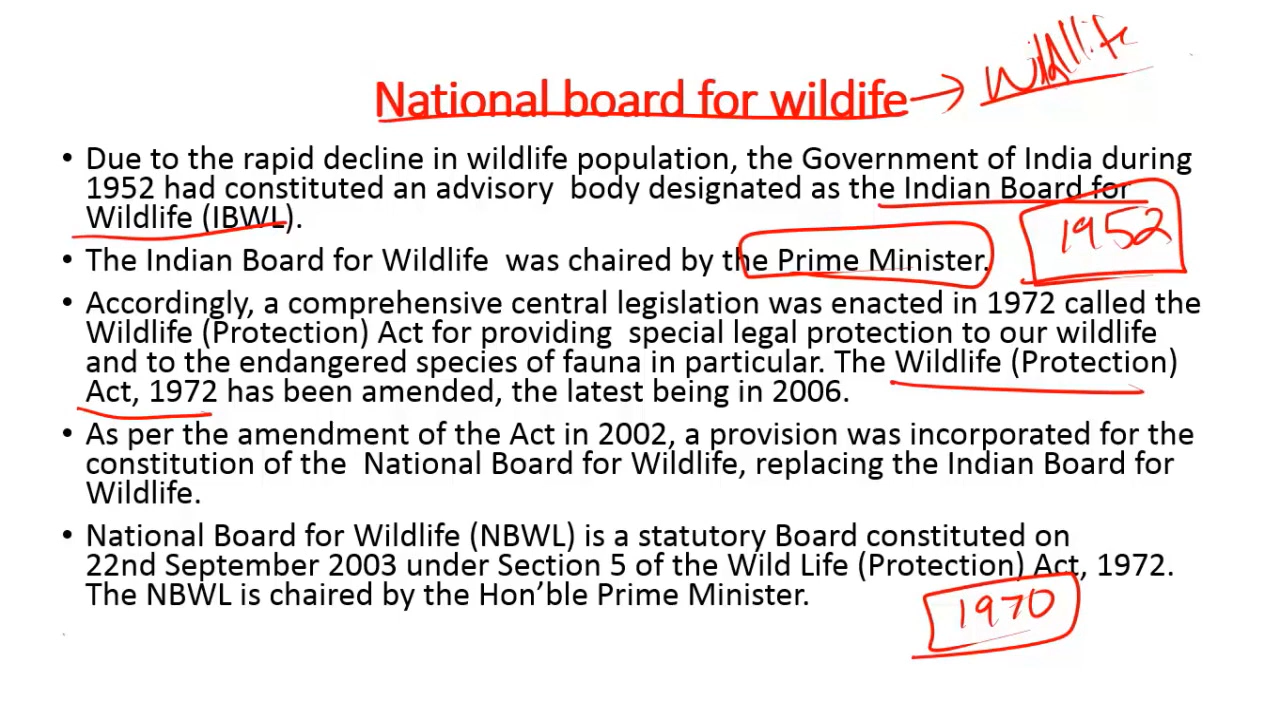 National board for wildife → Wildlife
• Due to the rapid decline in wildlife population, the Government of India during
1952 had constituted an advisory body designated as the Indian Board for
Wildlife (IBWL).
1952
• The Indian Board for Wildlife was chaired by the Prime Minister.
• Accordingly, a comprehensive central legislation was enacted in 1972 called the
Wildlife (Protection) Act for providing special legal protection to our wildlife
and to the endangered species of fauna in particular. The Wildlife (Protection)
Act, 1972 has been amended, the latest being in 2006.
• As per the amendment of the Act in 2002, a provision was incorporated for the
constitution of the National Board for Wildlife, replacing the Indian Board for
Wildlife.
• National Board for Wildlife (NBWL) is a statutory Board constituted on
22nd September 2003 under Section 5 of the Wild Life (Protection) Act, 1972.
The NBWL is chaired by the Hon’ble Prime Minister.
1970